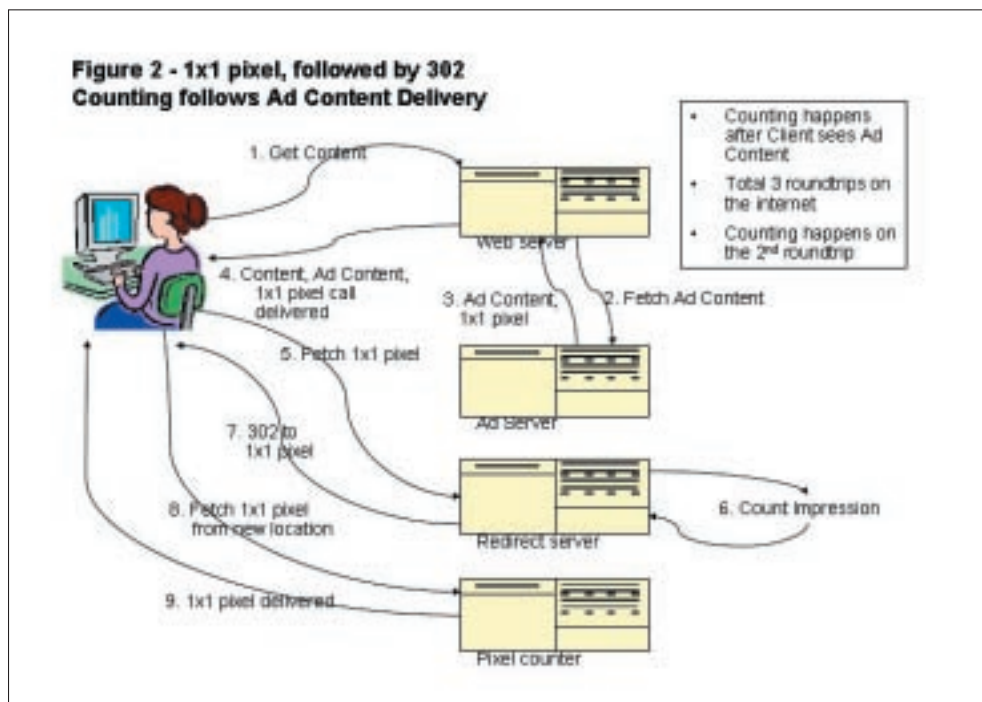 Figure 2 - 1x1 pixel, followed by 302
Counting follows Ad Content Delivery
• Counting happens
after Client sees Ad
Content
• Total 3 roundtrips on
the internet
• Counting happens on
the 2nd roundtrip
1. Get Content
Web server
4. Content, Ad Content,
1x1 pixel call
delivered
3. Ad Content,
1x1 pixel
2. Fetch Ad Content
5. Fetch 1x1 pixel
Ad Server
7. 302 to
1x1 pixel
8. Fetch 1x1 pixel
from new location
6. Count Impression
Redirect server
9. 1x1 pixel delivered
Pixel counter